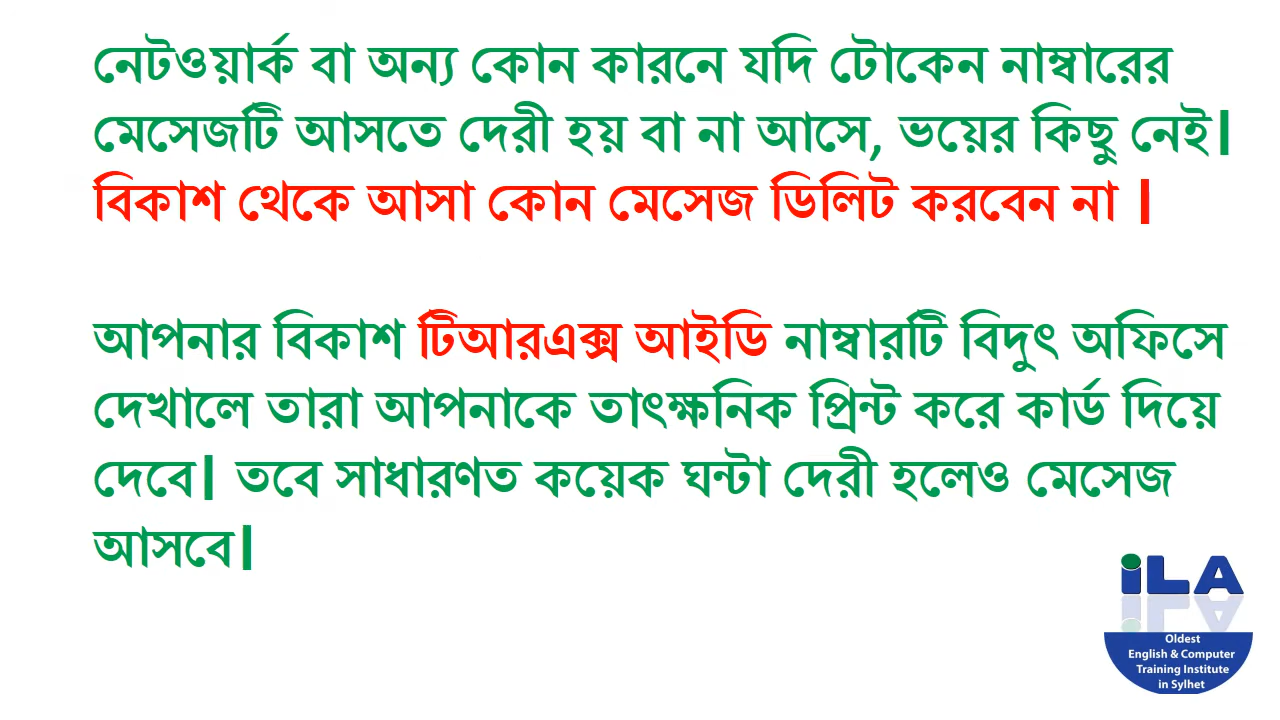 নেটওয়ার্ক বা অন্য কোন কারনে যদি টোকেন নাম্বারের
মেসেজটি আসতে দেরী হয় বা না আসে, ভয়ের কিছু নেই।
বিকাশ থেকে আসা কোন মেসেজ ডিলিট করবেন না ।
আপনার বিকাশ টিআরএক্স আইডি নাম্বারটি বিদুৎ অফিসে
দেখালে তারা আপনাকে তাৎক্ষনিক প্রিন্ট করে কার্ড দিয়ে
দেবে। তবে সাধারণত কয়েক ঘন্টা দেরী হলেও মেসেজ
আসবে।
iLA
Oldest
English & Computer
Training Institute
in Sylhet